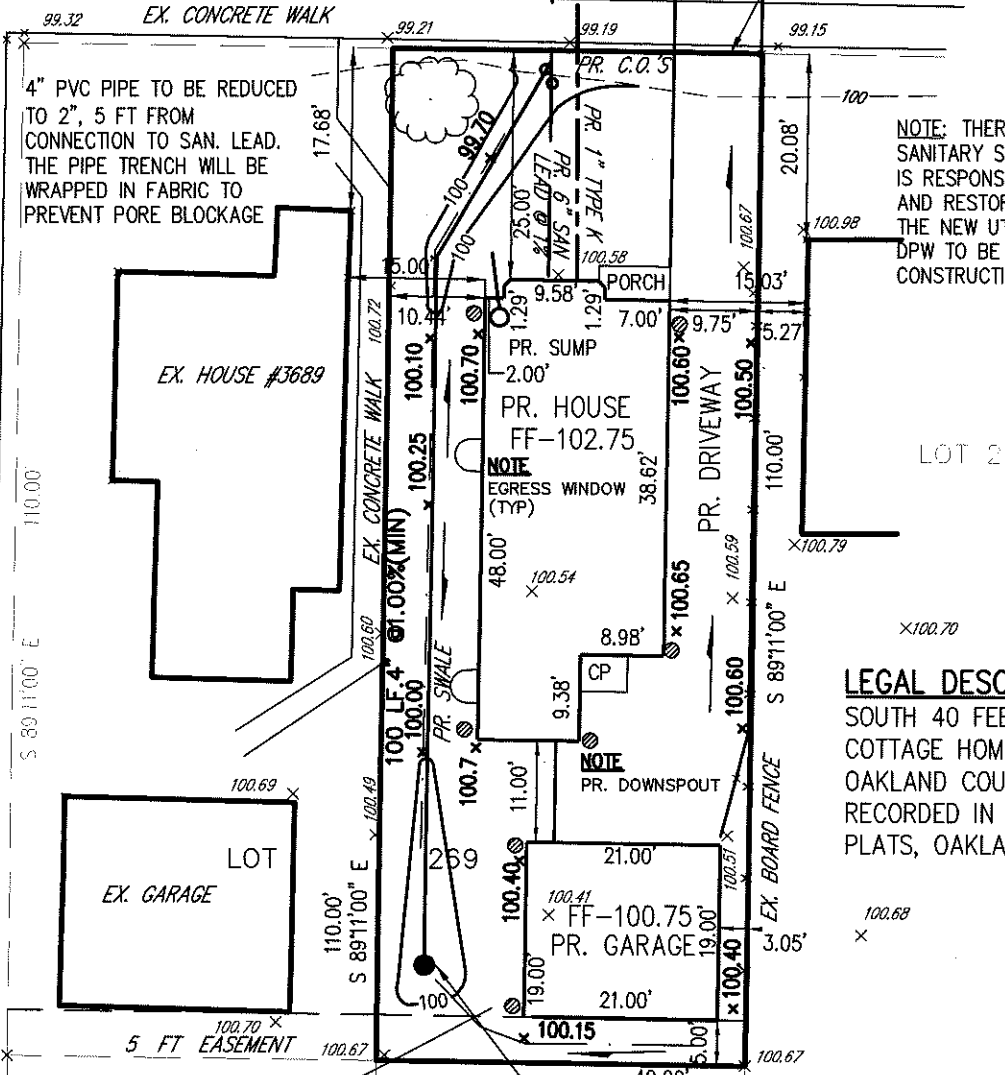 99.32
EX. CONCRETE WALK
99.21
99.19
99.15
4" PVC PIPE TO BE REDUCED
TO 2", 5 FT FROM
CONNECTION TO SAN. LEAD.
THE PIPE TRENCH WILL BE
WRAPPED IN FABRIC TO
PREVENT PORE BLOCKAGE
17.68'
PR. C.O.'S
100
20.08'
99.70
100
100
25.00'
PR. 6" SAN
LEAD @ 1%
PR. 1" TYPE K
NOTE: THER
SANITARY S
IS RESPONS
AND RESTOR
THE NEW UT
DPW TO BE
CONSTRUCTI
100.67
100.98
100.58
15.00'
9.58'
PORCH
15.03'
10.44'
1.29'
1.29'
7.00'
9.75'
5.27'
100.72
100.10
100.70
PR. SUMP
2.00'
100.60
100.50
EX. HOUSE #3689
EX. CONCRETE WALK
PR. HOUSE
FF-102.75
PR. DRIVEWAY
110.00'
LOT 2
100.25
NOTE
EGRESS WINDOW
(TYP)
38.62'
110.00
S 89°11'00" E
100 LF.4" @1.00%(MIN)
48.00'
100.54
100.59
100.79
100.65
S 89°11'00" E
100.60
100.00
PR. SWALE
8.98'
CP
9.38'
100.60
100.70
LEGAL DESC
SOUTH 40 FEE
COTTAGE HOM
OAKLAND COU
RECORDED IN
PLATS, OAKLA
100.7
NOTE
PR. DOWNSPOUT
11.00'
100.69
100.49
EX. BOARD FENCE
LOT
269
21.00'
100.51
EX. GARAGE
110.00'
S 89°11'00" E
100.40
100.41
FF-100.75
PR. GARAGE
19.00'
19.00'
3.05'
100.68
100.40
100
21.00'
100.70
100.15
5 FT EASEMENT
100.67
5.00'
100.67